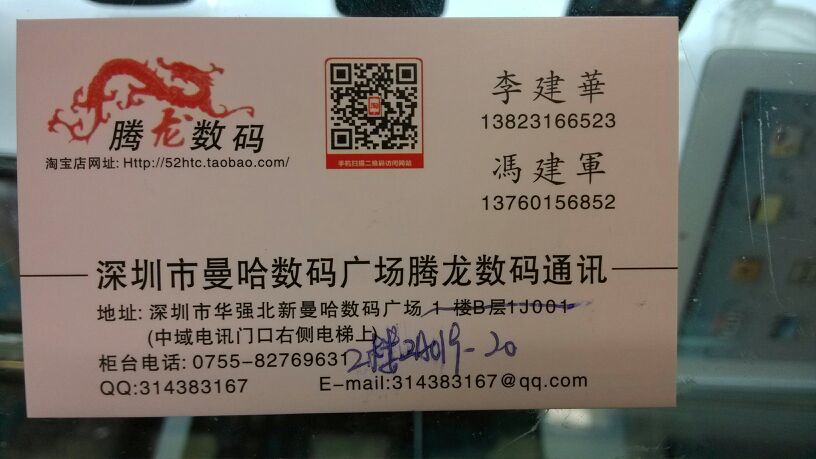 腾龙数码
淘宝店网址: Http://52htc.taobao.com/
淘
手机扫描二维码访问网站
李建華
13823166523
馮建軍
13760156852
深圳市曼哈数码广场腾龙数码通讯
地址: 深圳市华强北新曼哈数码广场 1 楼B层1J001
(中域电讯门口右侧电梯上)
2楼2A019-20
柜台电话: 0755-82769631
QQ:314383167
E-mail:314383167@qq.com